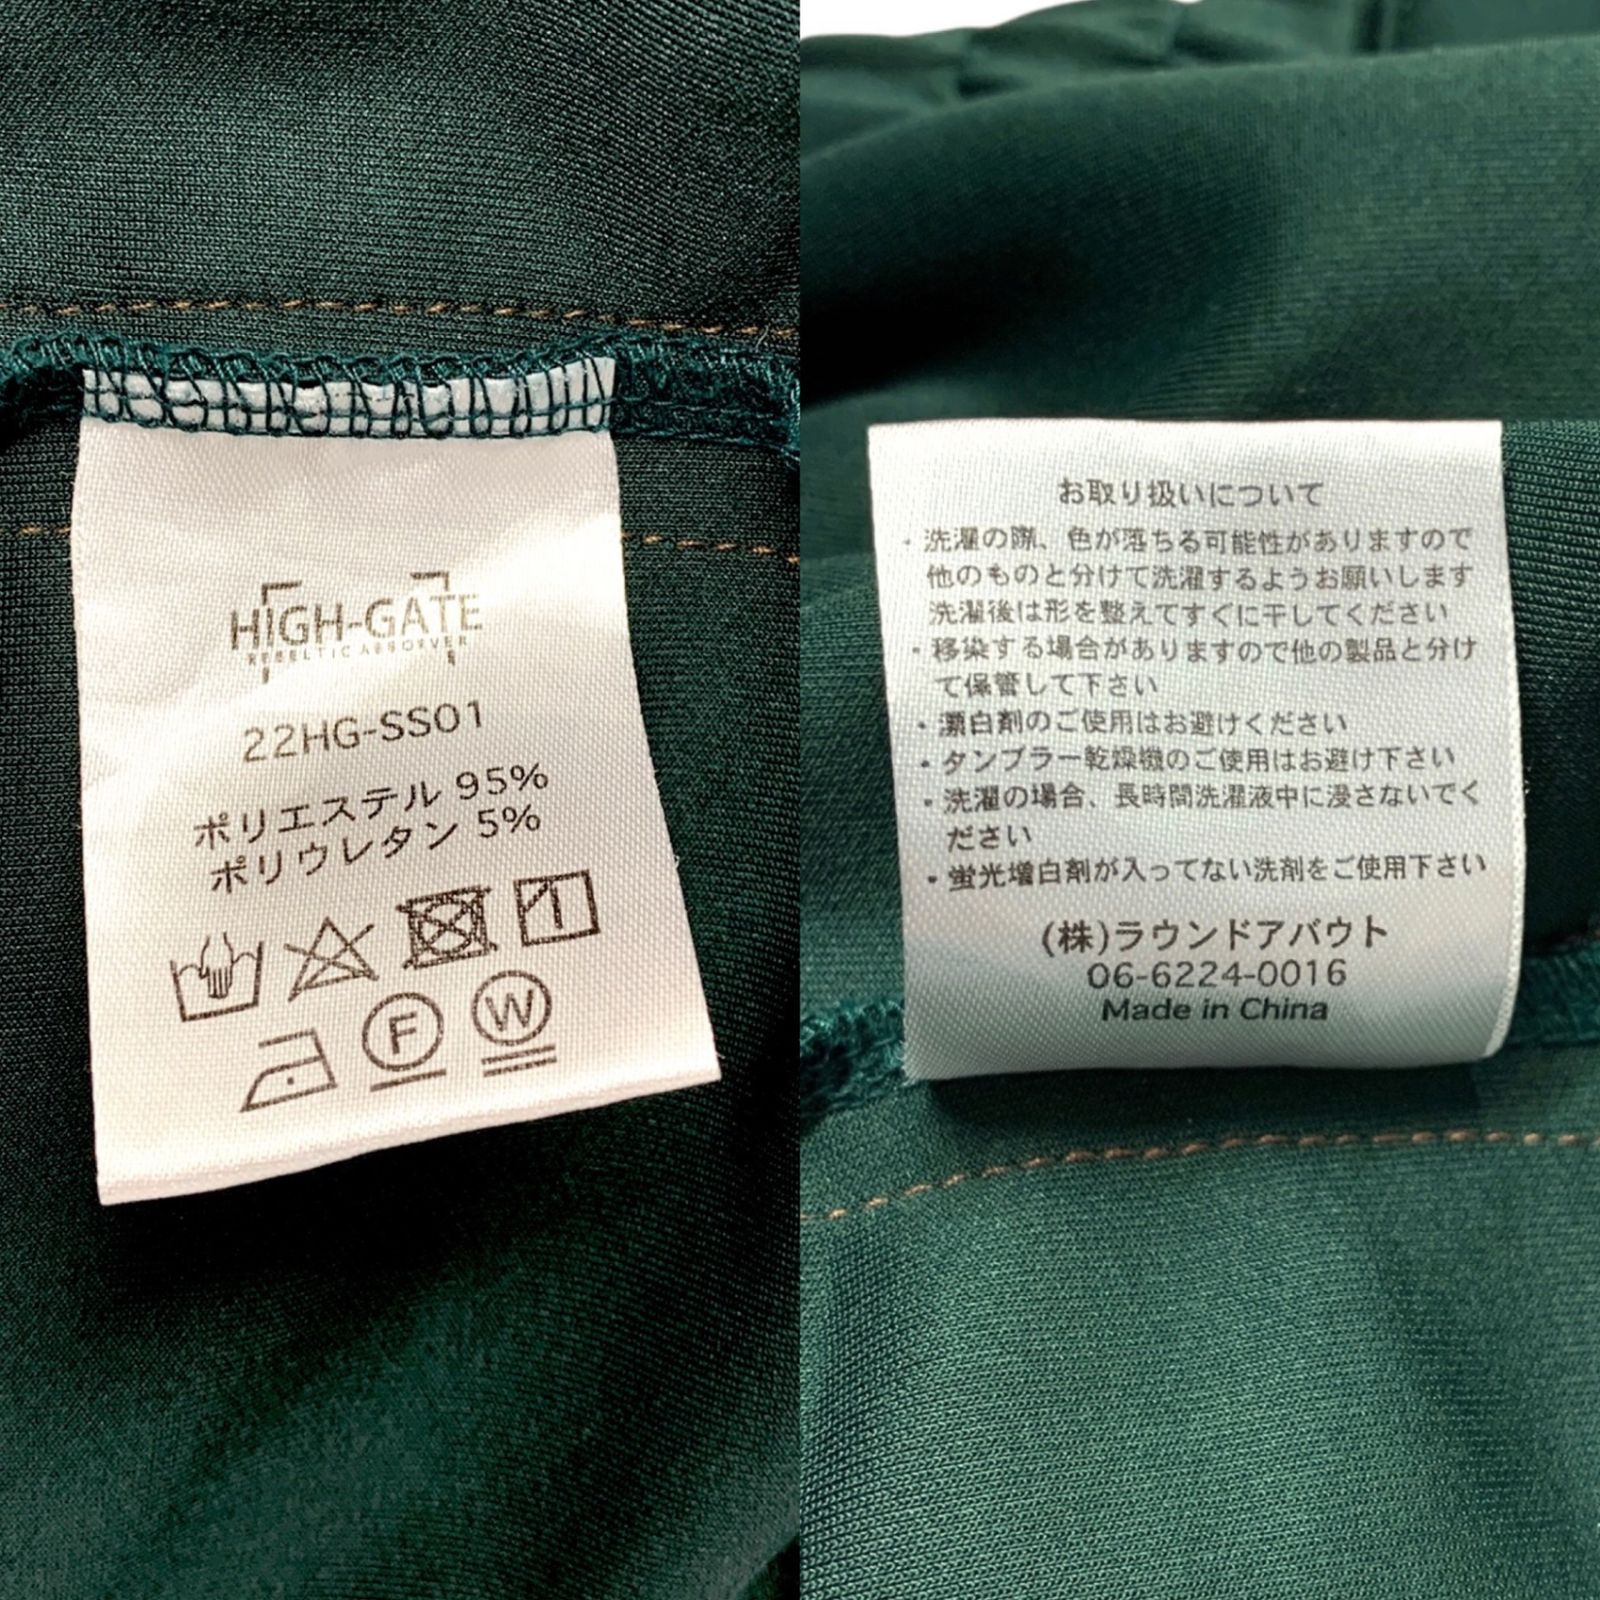 HIGH-GATE
REBELTIC ABSORVER
22HG-SS01
ポリエステル 95%
ポリウレタン 5%
F
W
お取り扱いについて
・洗濯の際、色が落ちる可能性がありますので
他のものと分けて洗濯するようお願いします
洗濯後は形を整えてすぐに干してください
・移染する場合がありますので他の製品と分け
て保管して下さい
・漂白剤のご使用はお避けください
・タンブラー乾燥機のご使用はお避け下さい
・洗濯の場合、長時間洗濯液中に浸さないでく
ださい
・蛍光増白剤が入ってない洗剤をご使用下さい
(株)ラウンドアバウト
06-6224-0016
Made in China